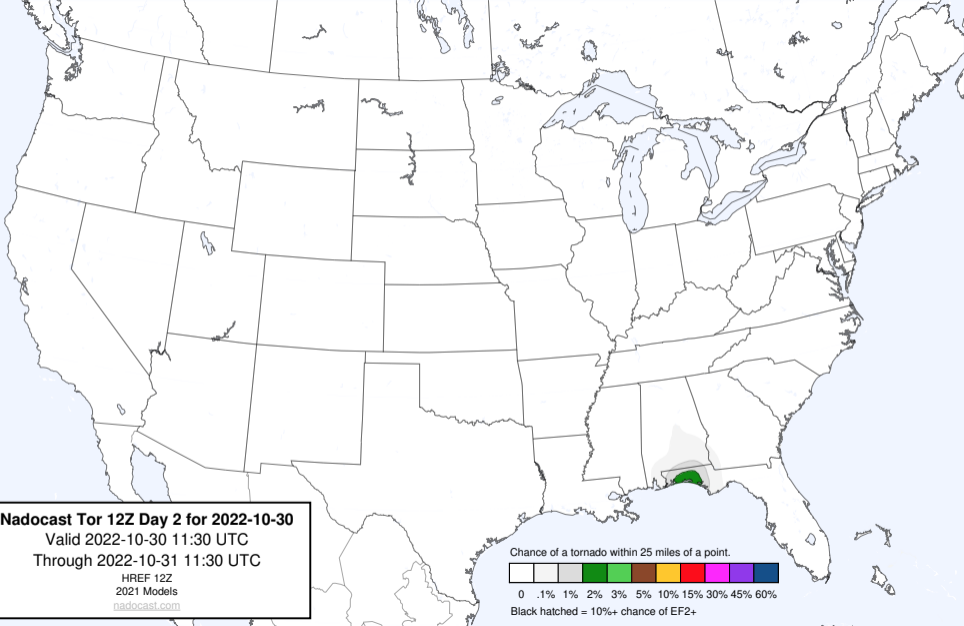 Nadocast Tor 12Z Day 2 for 2022-10-30
Valid 2022-10-30 11:30 UTC
Through 2022-10-31 11:30 UTC
HREF 12Z
2021 Models
nadocast.com
Chance of a tornado within 25 miles of a point.
0 .1% 1% 2% 3% 5% 10% 15% 30% 45% 60%
Black hatched = 10%+ chance of EF2+